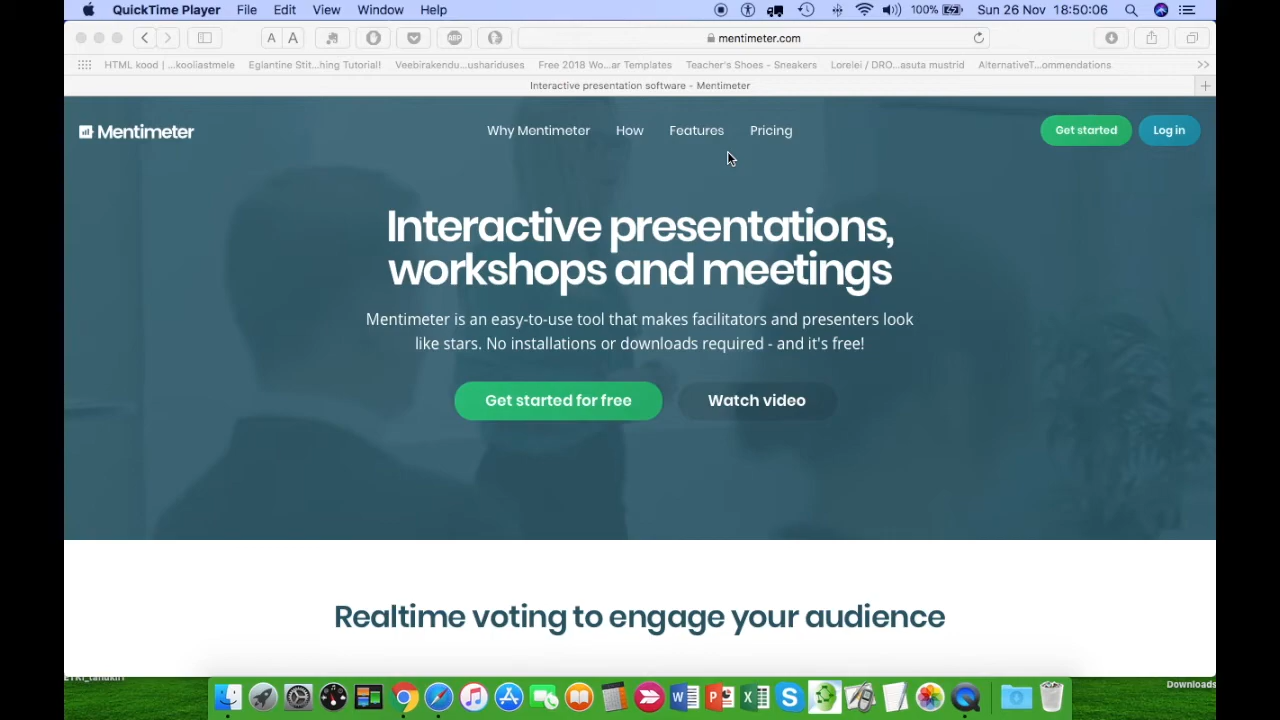 QuickTime Player File Edit View Window Help 100% Sun 26 Nov 18:50:06
A A ABP mentimeter.com
HTML kood | ...kooliastmele Eglantine Stit...hing Tutorial! Veebirakendu...ushariduses Free 2018 Wo...ar Templates Teacher's Shoes - Sneakers Lorelei / DRO...asuta mustrid AlternativeT...ommendations >>
Interactive presentation software - Mentimeter +
Mentimeter Why Mentimeter How Features Pricing Get started Log in
Interactive presentations,
workshops and meetings
Mentimeter is an easy-to-use tool that makes facilitators and presenters look
like stars. No installations or downloads required - and it's free!
Get started for free Watch video
Realtime voting to engage your audience
Downloads